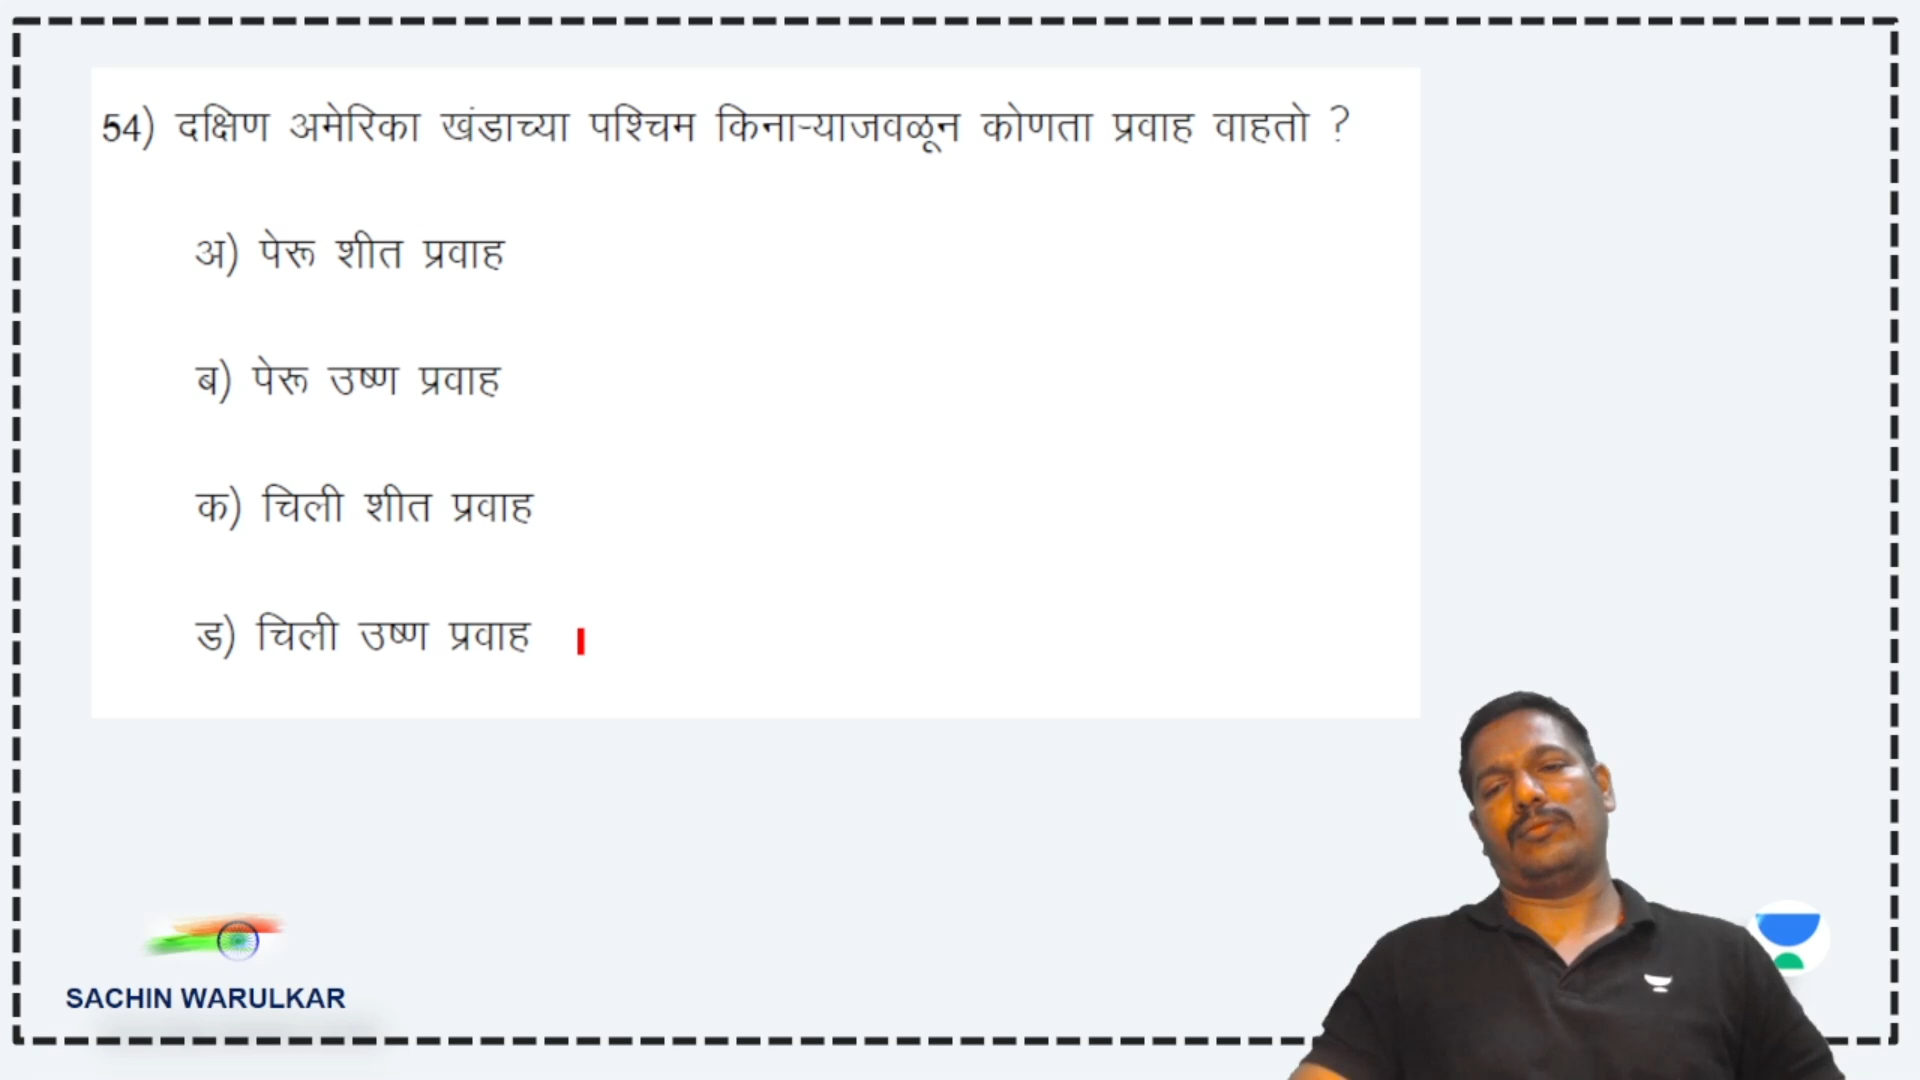 54) दक्षिण अमेरिका खंडाच्या पश्चिम किनाऱ्याजवळून कोणता प्रवाह वाहतो ?
अ) पेरू शीत प्रवाह
ब) पेरू उष्ण प्रवाह
क) चिली शीत प्रवाह
ड) चिली उष्ण प्रवाह
SACHIN WARULKAR